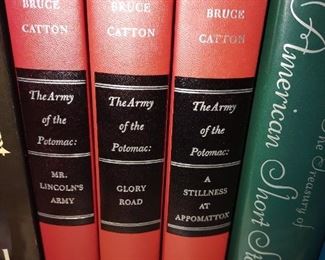 BRUCE
CATTON
The Army
of the
Potomac:
MR.
LINCOLN'S
ARMY
BRUCE
CATTON
The Army
of the
Potomac:
GLORY
ROAD
BRUCE
CATTON
The Army
of the
Potomac:
A
STILLNESS
AT
APPOMATTOX
The Treasury of
American Short